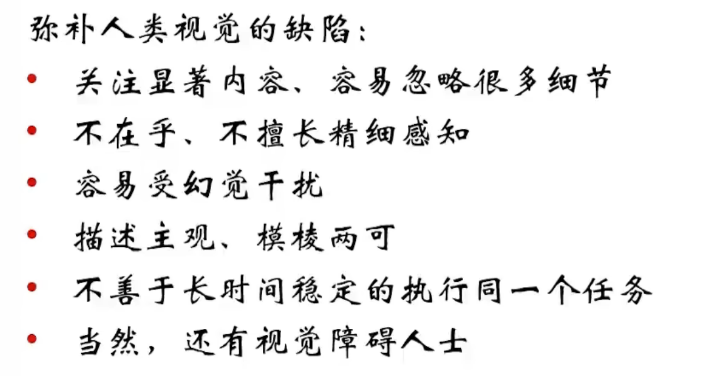 弥补人类视觉的缺陷:
• 关注显著内容、容易忽略很多细节
• 不在乎、不擅长精细感知
• 容易受幻觉干扰
• 描述主观、模棱两可
• 不善于长时间稳定的执行同一个任务
• 当然，还有视觉障碍人士